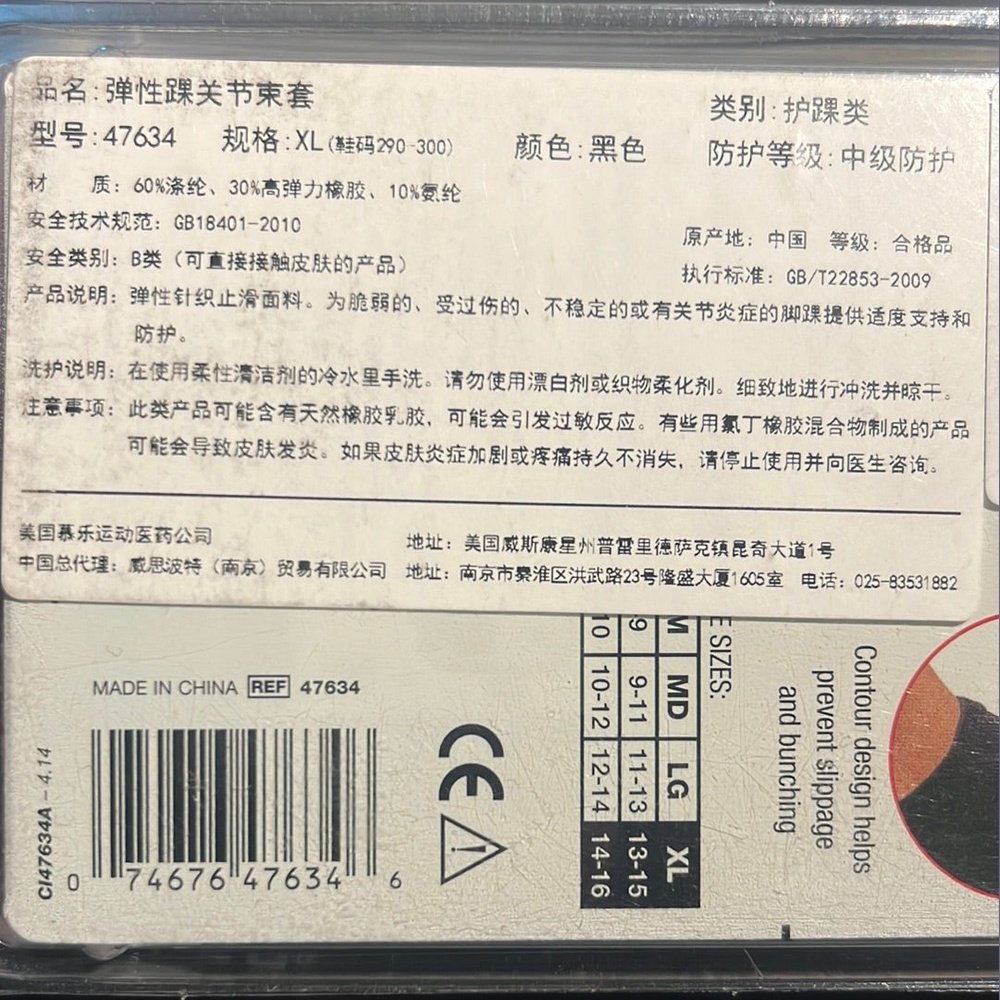 品名:弹性踝关节束套
型号:47634 规格:XL(鞋码290-300) 颜色:黑色
类别:护踝类
防护等级:中级防护
材 质:60%涤纶、30%高弹力橡胶、10%氨纶
安全技术规范:GB18401-2010
安全类别:B类(可直接接触皮肤的产品)
原产地:中国 等级:合格品
执行标准:GB/T22853-2009
产品说明:弹性针织止滑面料。为脆弱的、受过伤的、不稳定的或有关节炎症的脚踝提供适度支持和
防护。
洗护说明:在使用柔性清洁剂的冷水里手洗。请勿使用漂白剂或织物柔化剂。细致地进行冲洗并晾干。
注意事项:此类产品可能含有天然橡胶乳胶,可能会引发过敏反应。有些用氯丁橡胶混合物制成的产品
可能会导致皮肤发炎。如果皮肤炎症加剧或疼痛持久不消失,请停止使用并向医生咨询。
美国慕乐运动医药公司 地址:美国威斯康星州普雷里德萨克镇昆奇大道1号
中国总代理:威思波特(南京)贸易有限公司 地址:南京市秦淮区洪武路23号隆盛大厦1605室 电话:025-83531882
MADE IN CHINA REF 47634
CI47634A – 4.14
0 74676 47634 6
CE
E SIZES:
M MD LG XL
9 9-11 11-13 13-15
10 10-12 12-14 14-16
Contour design helps
prevent slippage
and bunching